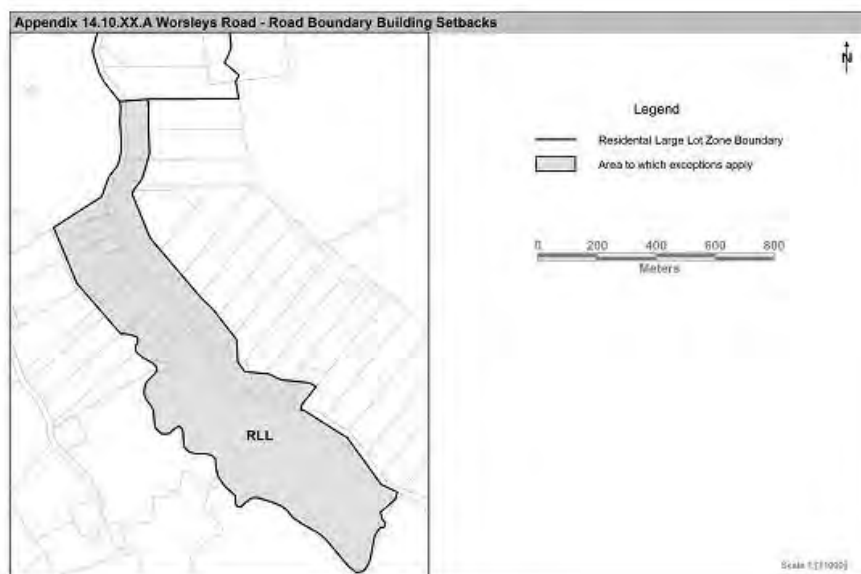 Appendix 14.10.XX.A Worsleys Road - Road Boundary Building Setbacks
N
Legend
Residental Large Lot Zone Boundary
Area to which exceptions apply
0 200 400 600 800
Meters
RLL